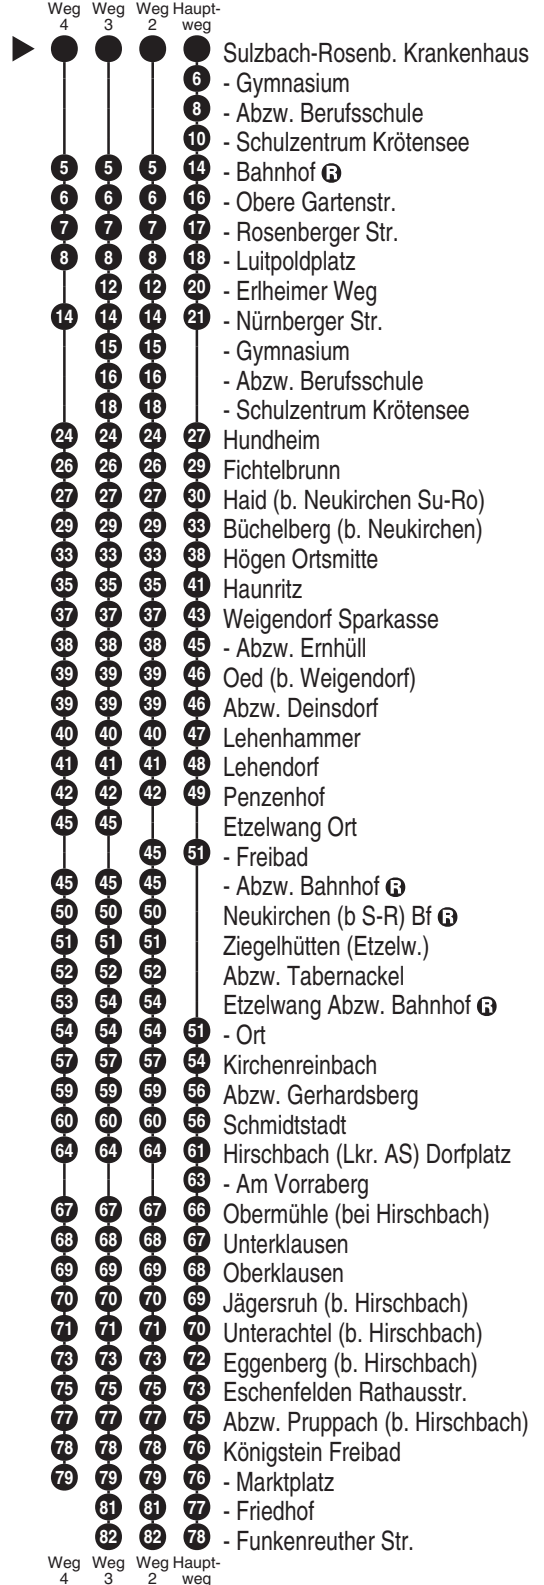 Weg Weg Weg Haupt-
4 3 2 weg
Sulzbach-Rosenb. Krankenhaus
6 - Gymnasium
8 - Abzw. Berufsschule
10 - Schulzentrum Krötensee
5 5 5 14 - Bahnhof R
6 6 6 16 - Obere Gartenstr.
7 7 7 17 - Rosenberger Str.
8 8 8 18 - Luitpoldplatz
12 12 20 - Erlheimer Weg
14 14 14 21 - Nürnberger Str.
15 15 - Gymnasium
16 16 - Abzw. Berufsschule
18 18 - Schulzentrum Krötensee
24 24 24 27 Hundheim
26 26 26 29 Fichtelbrunn
27 27 27 30 Haid (b. Neukirchen Su-Ro)
29 29 29 33 Büchelberg (b. Neukirchen)
33 33 33 38 Högen Ortsmitte
35 35 35 41 Haunritz
37 37 37 43 Weigendorf Sparkasse
38 38 38 45 - Abzw. Ernhüll
39 39 39 46 Oed (b. Weigendorf)
39 39 39 46 Abzw. Deinsdorf
40 40 40 47 Lehenhammer
41 41 41 48 Lehendorf
42 42 42 49 Penzenhof
45 45 Etzelwang Ort
45 51 - Freibad
45 45 45 - Abzw. Bahnhof R
50 50 50 Neukirchen (b S-R) Bf R
51 51 51 Ziegelhütten (Etzelw.)
52 52 52 Abzw. Tabernackel
53 54 54 Etzelwang Abzw. Bahnhof R
54 54 54 51 - Ort
57 57 57 54 Kirchenreinbach
59 59 59 56 Abzw. Gerhardsberg
60 60 60 56 Schmidtstadt
64 64 64 61 Hirschbach (Lkr. AS) Dorfplatz
63 - Am Vorraberg
67 67 67 66 Obermühle (bei Hirschbach)
68 68 68 67 Unterklausen
69 69 69 68 Oberklausen
70 70 70 69 Jägersruh (b. Hirschbach)
71 71 71 70 Unterachtel (b. Hirschbach)
73 73 73 72 Eggenberg (b. Hirschbach)
75 75 75 73 Eschenfelden Rathausstr.
77 77 77 75 Abzw. Pruppach (b. Hirschbach)
78 78 78 76 Königstein Freibad
79 79 79 76 - Marktplatz
81 81 77 - Friedhof
82 82 78 - Funkenreuther Str.
Weg Weg Weg Haupt-
4 3 2 weg